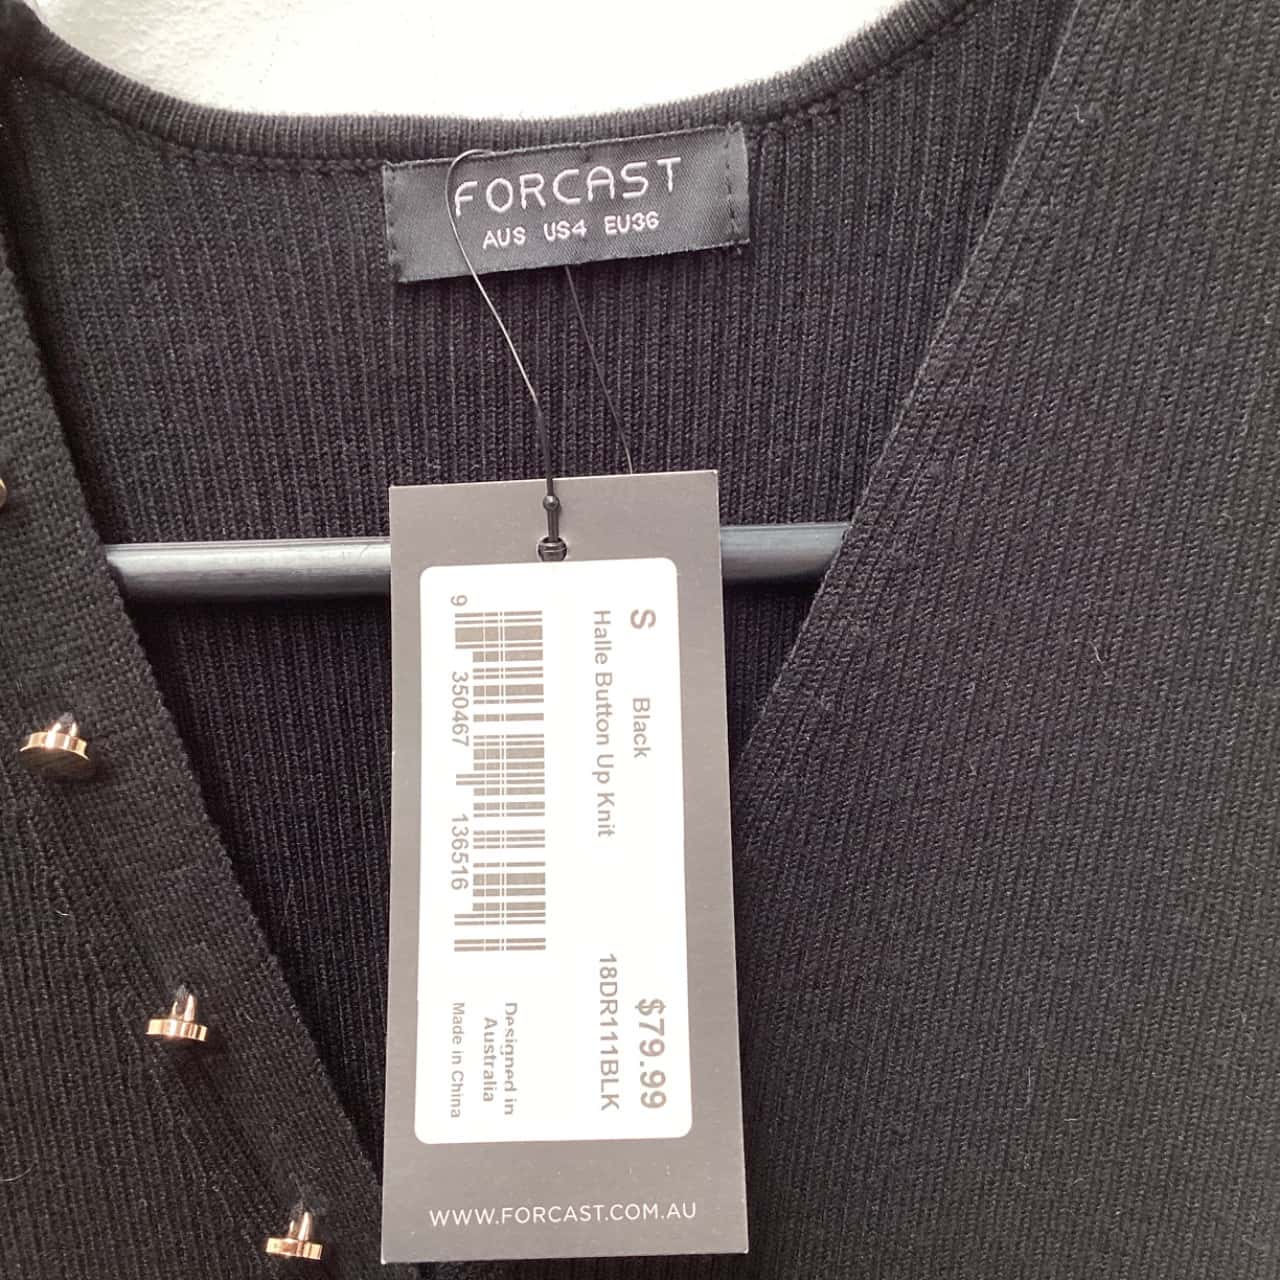 FORCAST
AUS US4 EU36
S Black $79.99
Halle Button Up Knit 18DR111BLK
9 350467 136516
Designed in
Australia
Made in China
WWW.FORCAST.COM.AU